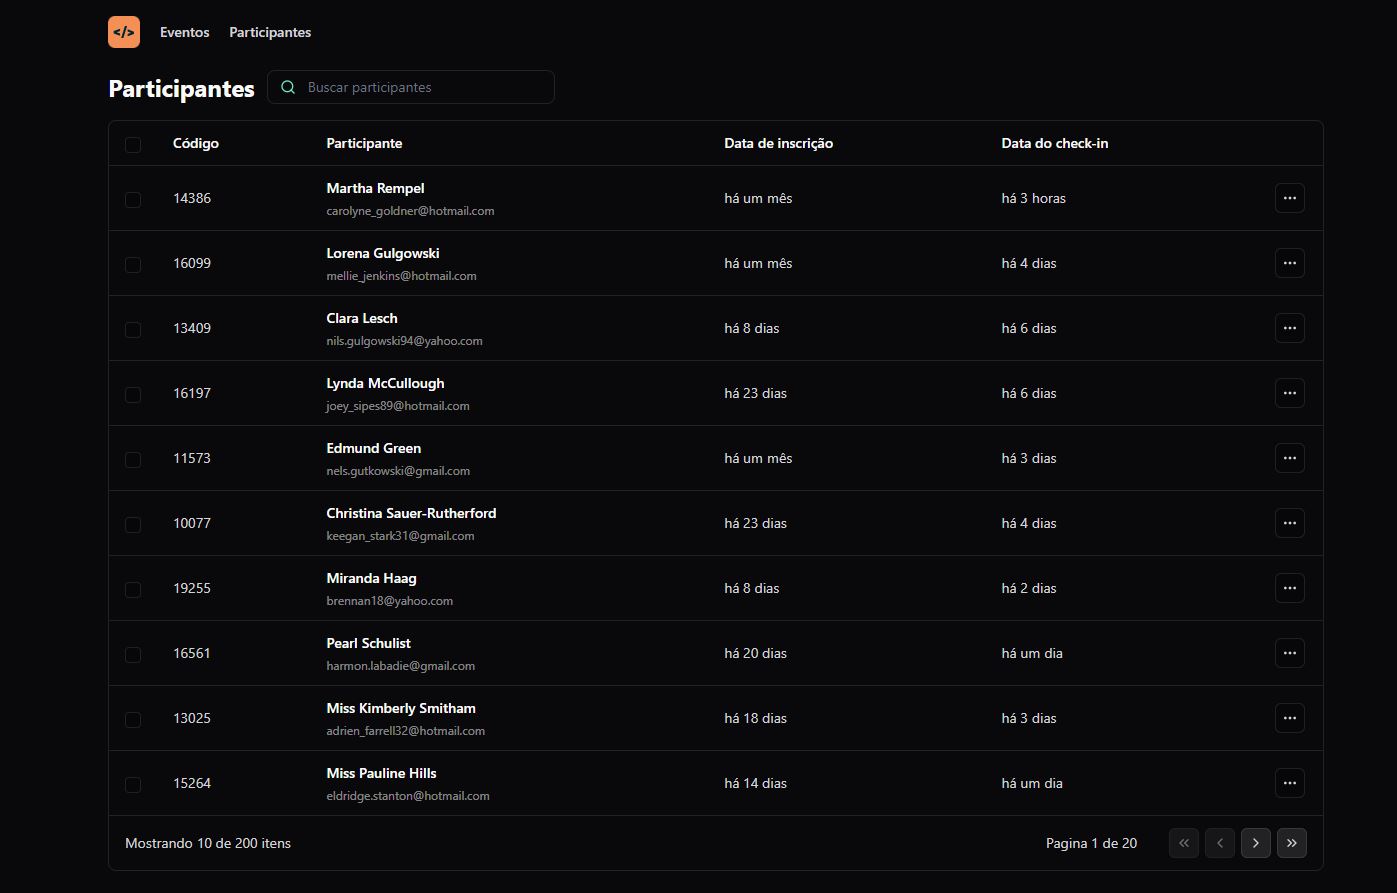 </>
Eventos Participantes
Participantes
Buscar participantes
Código Participante Data de inscrição Data do check-in
14386 Martha Rempel há um mês há 3 horas
carolyne_goldner@hotmail.com
16099 Lorena Gulgowski há um mês há 4 dias
mellie_jenkins@hotmail.com
13409 Clara Lesch há 8 dias há 6 dias
nils.gulgowski94@yahoo.com
16197 Lynda McCullough há 23 dias há 6 dias
joey_sipes89@hotmail.com
11573 Edmund Green há um mês há 3 dias
nels.gutkowski@gmail.com
10077 Christina Sauer-Rutherford há 23 dias há 4 dias
keegan_stark31@gmail.com
19255 Miranda Haag há 8 dias há 2 dias
brennan18@yahoo.com
16561 Pearl Schulist há 20 dias há um dia
harmon.labadie@gmail.com
13025 Miss Kimberly Smitham há 18 dias há 3 dias
adrien_farrell32@hotmail.com
15264 Miss Pauline Hills há 14 dias há um dia
eldridge.stanton@hotmail.com
Mostrando 10 de 200 itens Pagina 1 de 20